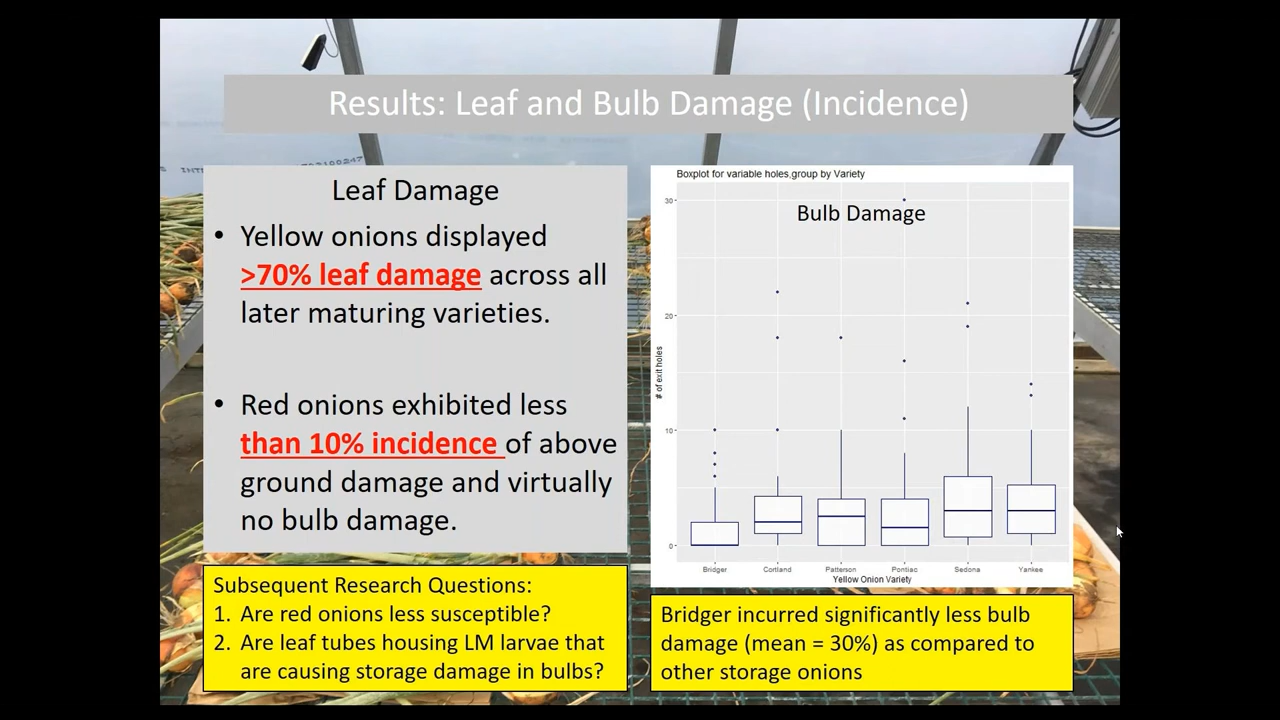 Results: Leaf and Bulb Damage (Incidence)
Leaf Damage
• Yellow onions displayed
>70% leaf damage across all
later maturing varieties.
• Red onions exhibited less
than 10% incidence of above
ground damage and virtually
no bulb damage.
Subsequent Research Questions:
1. Are red onions less susceptible?
2. Are leaf tubes housing LM larvae that
are causing storage damage in bulbs?
Boxplot for variable holes,group by Variety
Bulb Damage
30
20
10
0
# of exit holes
Bridger Cortland Patterson Pontiac Sedona Yankee
Yellow Onion Variety
Bridger incurred significantly less bulb
damage (mean = 30%) as compared to
other storage onions